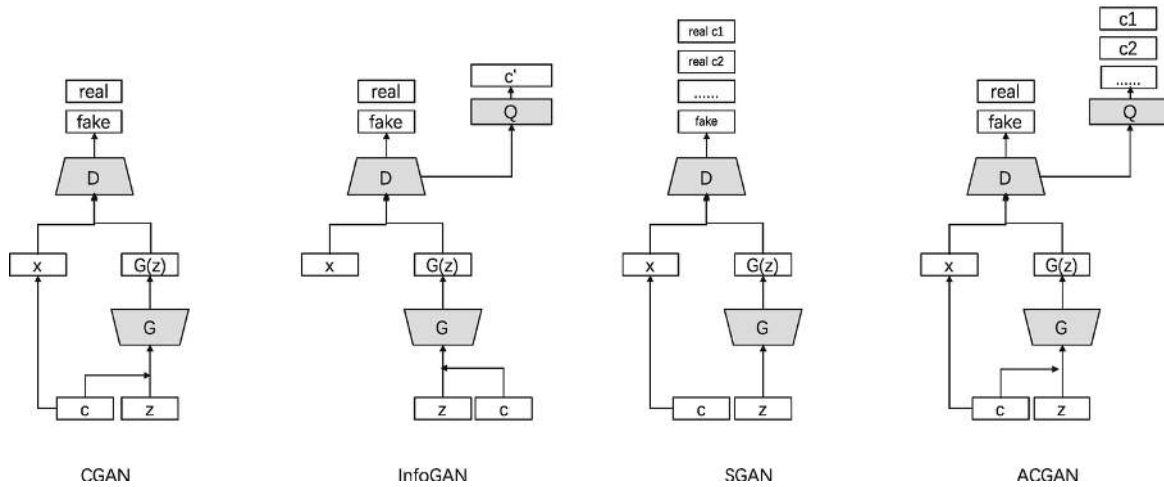 real
fake
D
x
G(z)
G
c
z
CGAN
c'
Q
real
fake
D
x
G(z)
G
z
c
InfoGAN
real c1
real c2
......
fake
D
x
G(z)
G
c
z
SGAN
c1
c2
......
Q
real
fake
D
x
G(z)
G
c
z
ACGAN